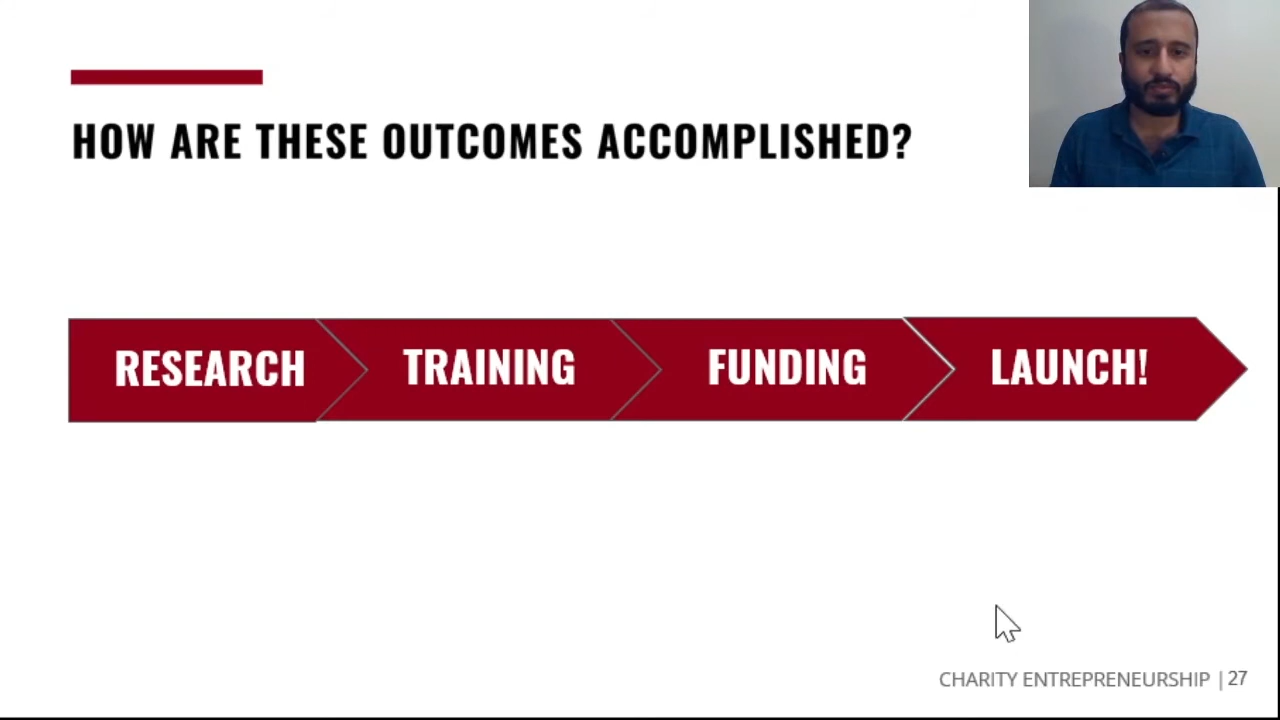 HOW ARE THESE OUTCOMES ACCOMPLISHED?
RESEARCH
TRAINING
FUNDING
LAUNCH!
CHARITY ENTREPRENEURSHIP | 27